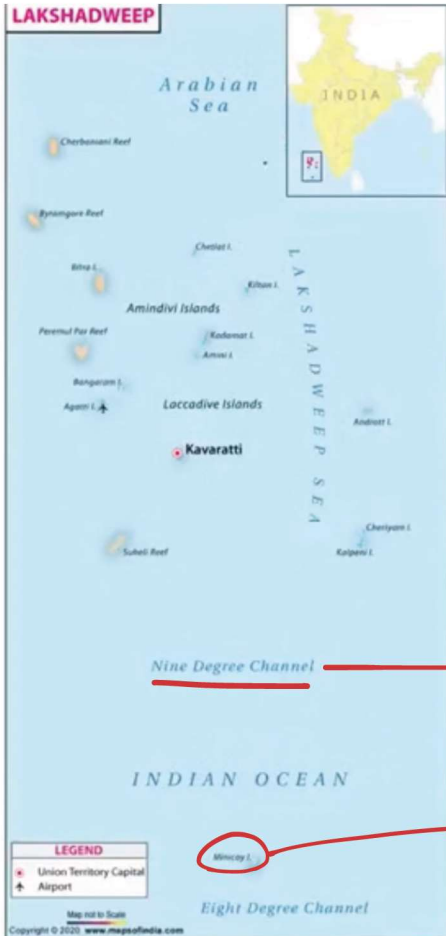 LAKSHADWEEP
Arabian
Sea
INDIA
Cherbaniani Reef
Byramgore Reef
Chetlat I.
Bitra I.
Kiltan I.
Amindivi Islands
Peremul Par Reef
Kadamat I.
Amini I.
Bangaram I.
Agatti I.
Laccadive Islands
Andrott I.
Kavaratti
LAKSHADWEEP SEA
Cheriyam I.
Suheli Reef
Kalpeni I.
Nine Degree Channel
INDIAN OCEAN
LEGEND
Union Territory Capital
Airport
Minicoy I.
Map not to Scale
Eight Degree Channel
Copyright © 2020 www.mapsofindia.com